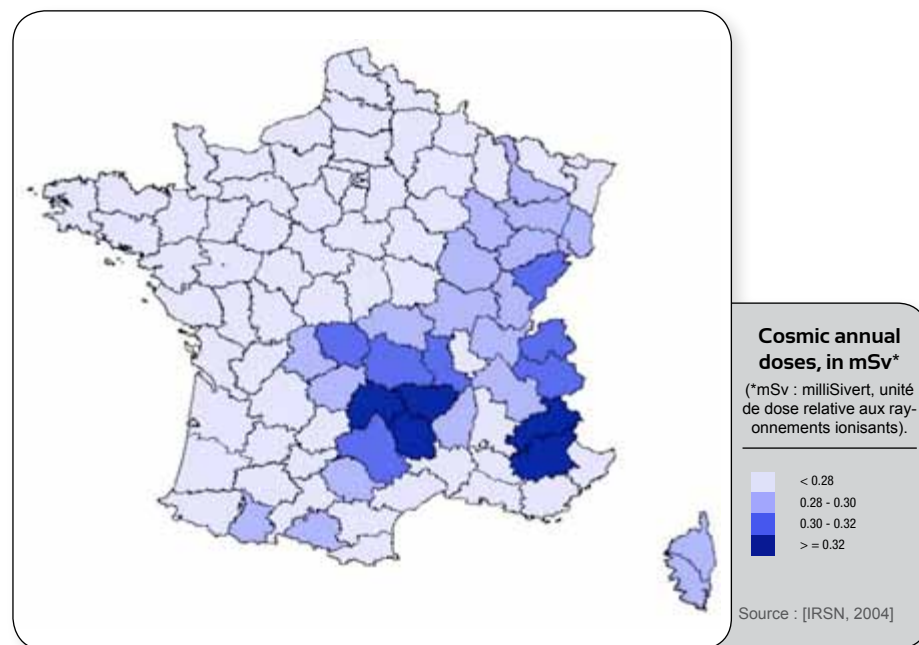 Cosmic annual
doses, in mSv*
(*mSv : milliSivert, unité
de dose relative aux ray-
onnements ionisants).
< 0.28
0.28 - 0.30
0.30 - 0.32
> = 0.32
Source : [IRSN, 2004]